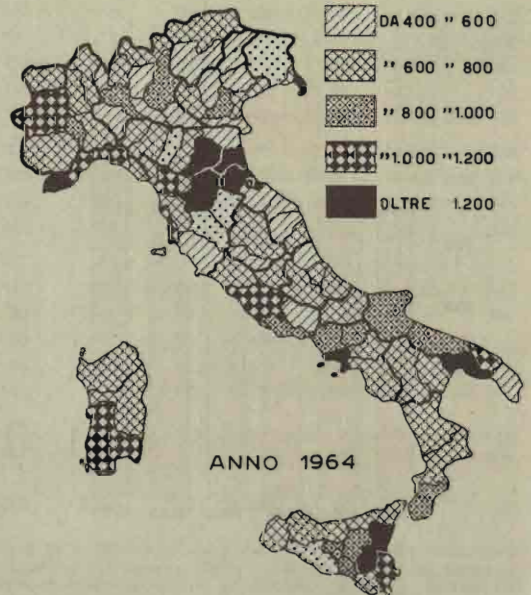 DA 400 " 600
" 600 " 800
" 800 " 1.000
" 1.000 " 1.200
OLTRE 1.200
ANNO 1964